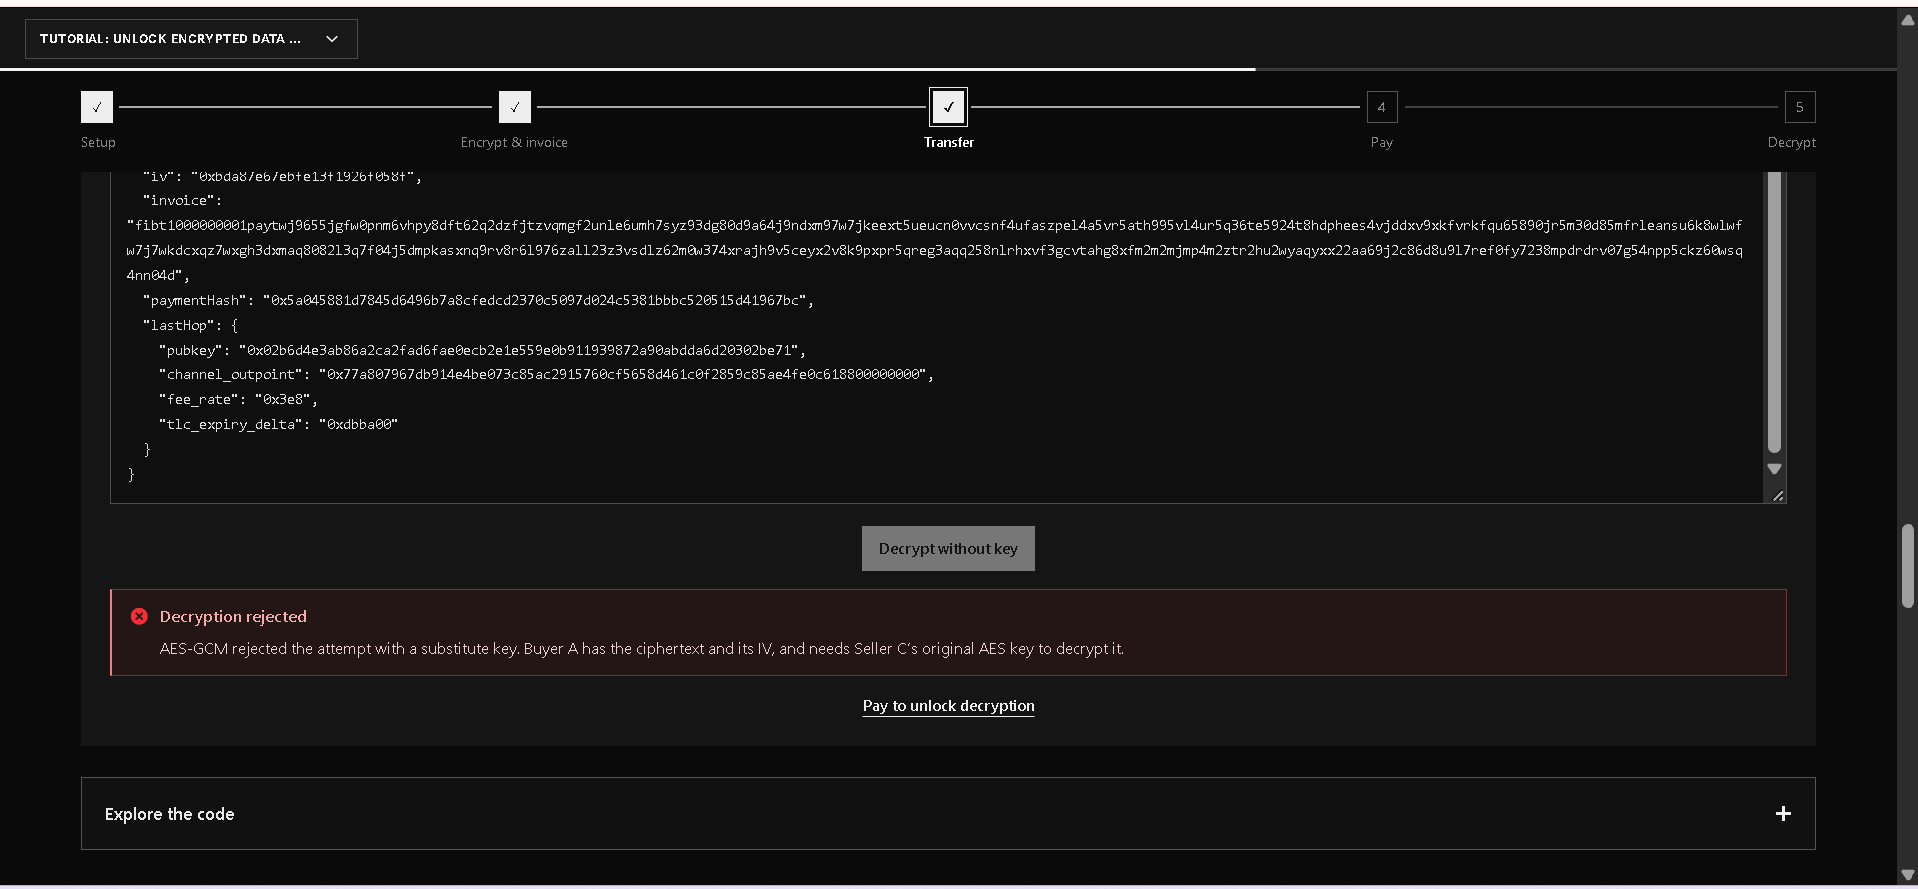 TUTORIAL: UNLOCK ENCRYPTED DATA ...
✓
✓
✓
4
5
Setup
Encrypt & invoice
Transfer
Pay
Decrypt
"iv": "0xbda87e67ebfe13f1926f058f",
"invoice":
"fibt1000000001paytwj9655jgfw0pnm6vhpy8dft62q2dzfjtzvqmgf2unle6umh7syz93dg80d9a64j9ndxm97w7jkeext5ueucn0vvcsnf4ufaszpel4a5vr5ath995vl4ur5q36te5924t8hdphees4vjddxv9xkfvrkfqu65890jr5m30d85mfrleansu6k8wlwf
w7j7wkdcxqz7wxgh3dxmaq8082l3q7f04j5dmpkasxnq9rv8r6l976zall23z3vsdlz62m0w374xrajh9v5ceyx2v8k9pxpr5qreg3aqq258nlrhxvf3gcvtahg8xfm2m2mjmp4m2ztr2hu2wyaqyxx22aa69j2c86d8u9l7ref0fy7238mpdrdrv07g54npp5ckz60wsq
4nn04d",
"paymentHash": "0x5a045881d7845d6496b7a8cfedcd2370c5097d024c5381bbbc520515d41967bc",
"lastHop": {
"pubkey": "0x02b6d4e3ab86a2ca2fad6fae0ecb2e1e559e0b911939872a90abdda6d20302be71",
"channel_outpoint": "0x77a807967db914e4be073c85ac2915760cf5658d461c0f2859c85ae4fe0c618800000000",
"fee_rate": "0x3e8",
"tlc_expiry_delta": "0xdbba00"
}
}
Decrypt without key
Decryption rejected
AES-GCM rejected the attempt with a substitute key. Buyer A has the ciphertext and its IV, and needs Seller C's original AES key to decrypt it.
Pay to unlock decryption
Explore the code
+